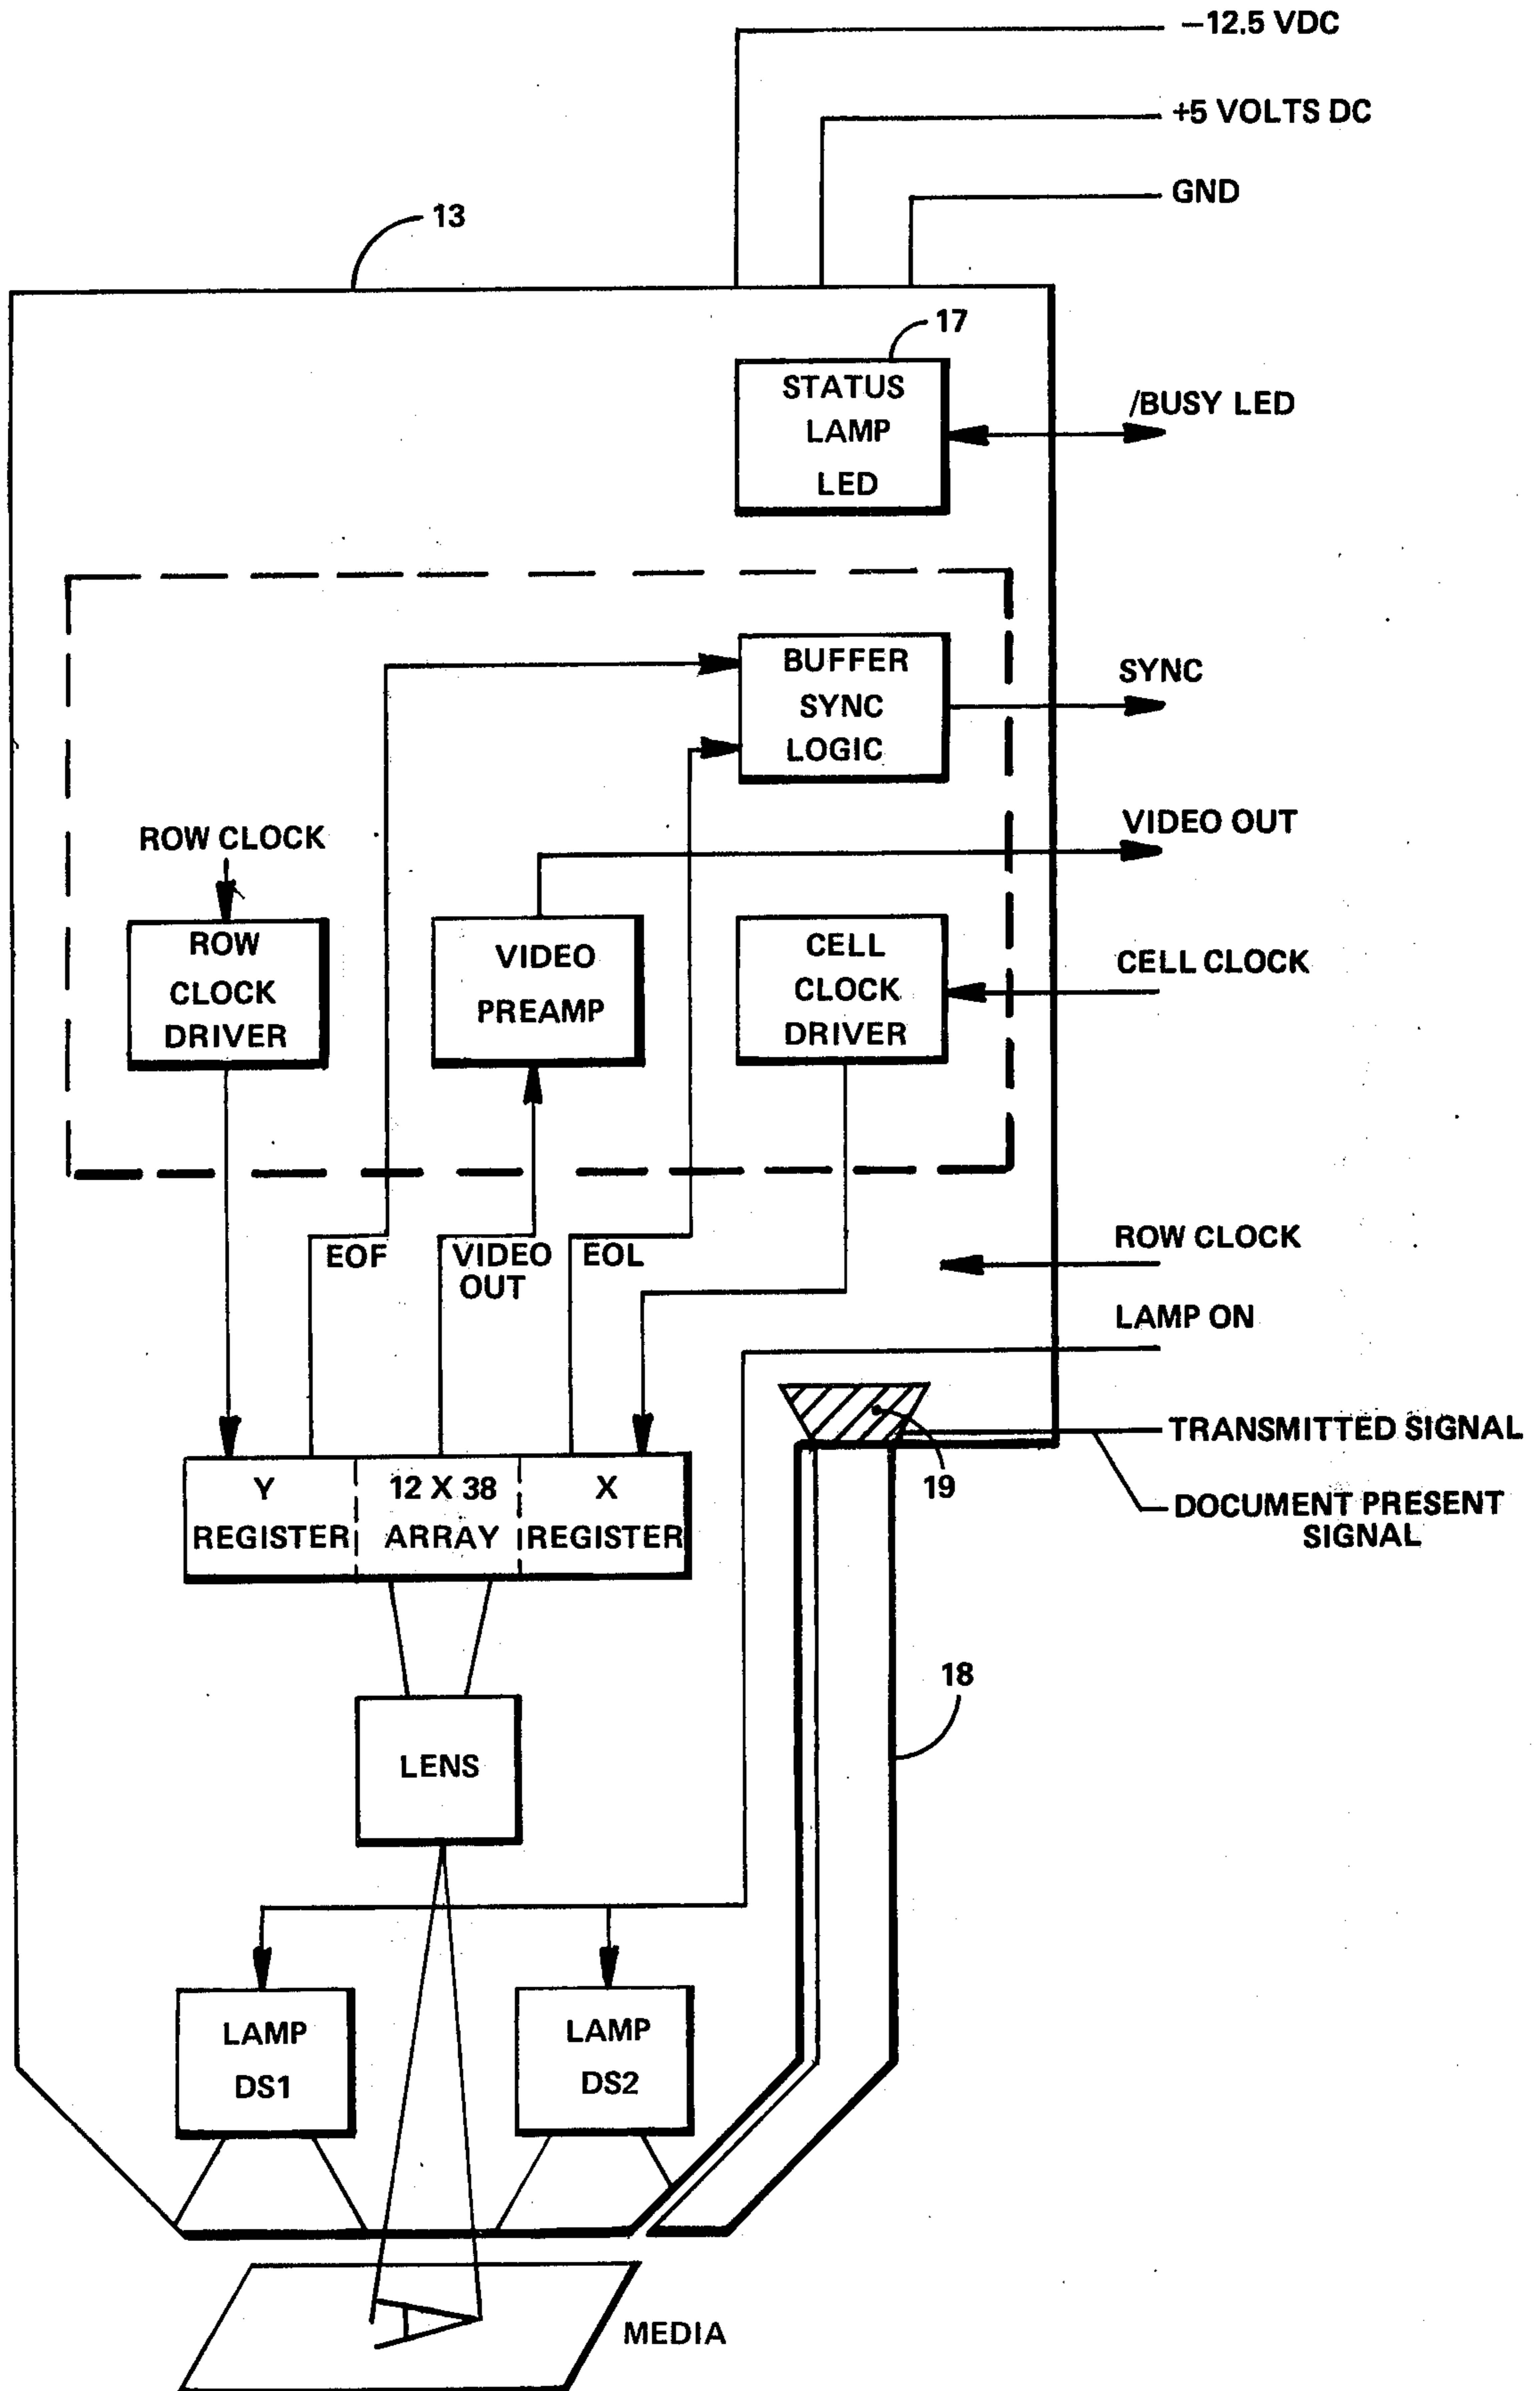 −12.5 VDC
+5 VOLTS DC
GND
13
17
STATUS
LAMP
LED
/BUSY LED
BUFFER
SYNC
LOGIC
SYNC
VIDEO OUT
ROW CLOCK
ROW
CLOCK
DRIVER
VIDEO
PREAMP
CELL
CLOCK
DRIVER
CELL CLOCK
EOF
VIDEO
OUT
EOL
ROW CLOCK
LAMP ON
TRANSMITTED SIGNAL
19
DOCUMENT PRESENT
SIGNAL
Y
REGISTER
12 X 38
ARRAY
X
REGISTER
18
LENS
LAMP
DS1
LAMP
DS2
A
MEDIA